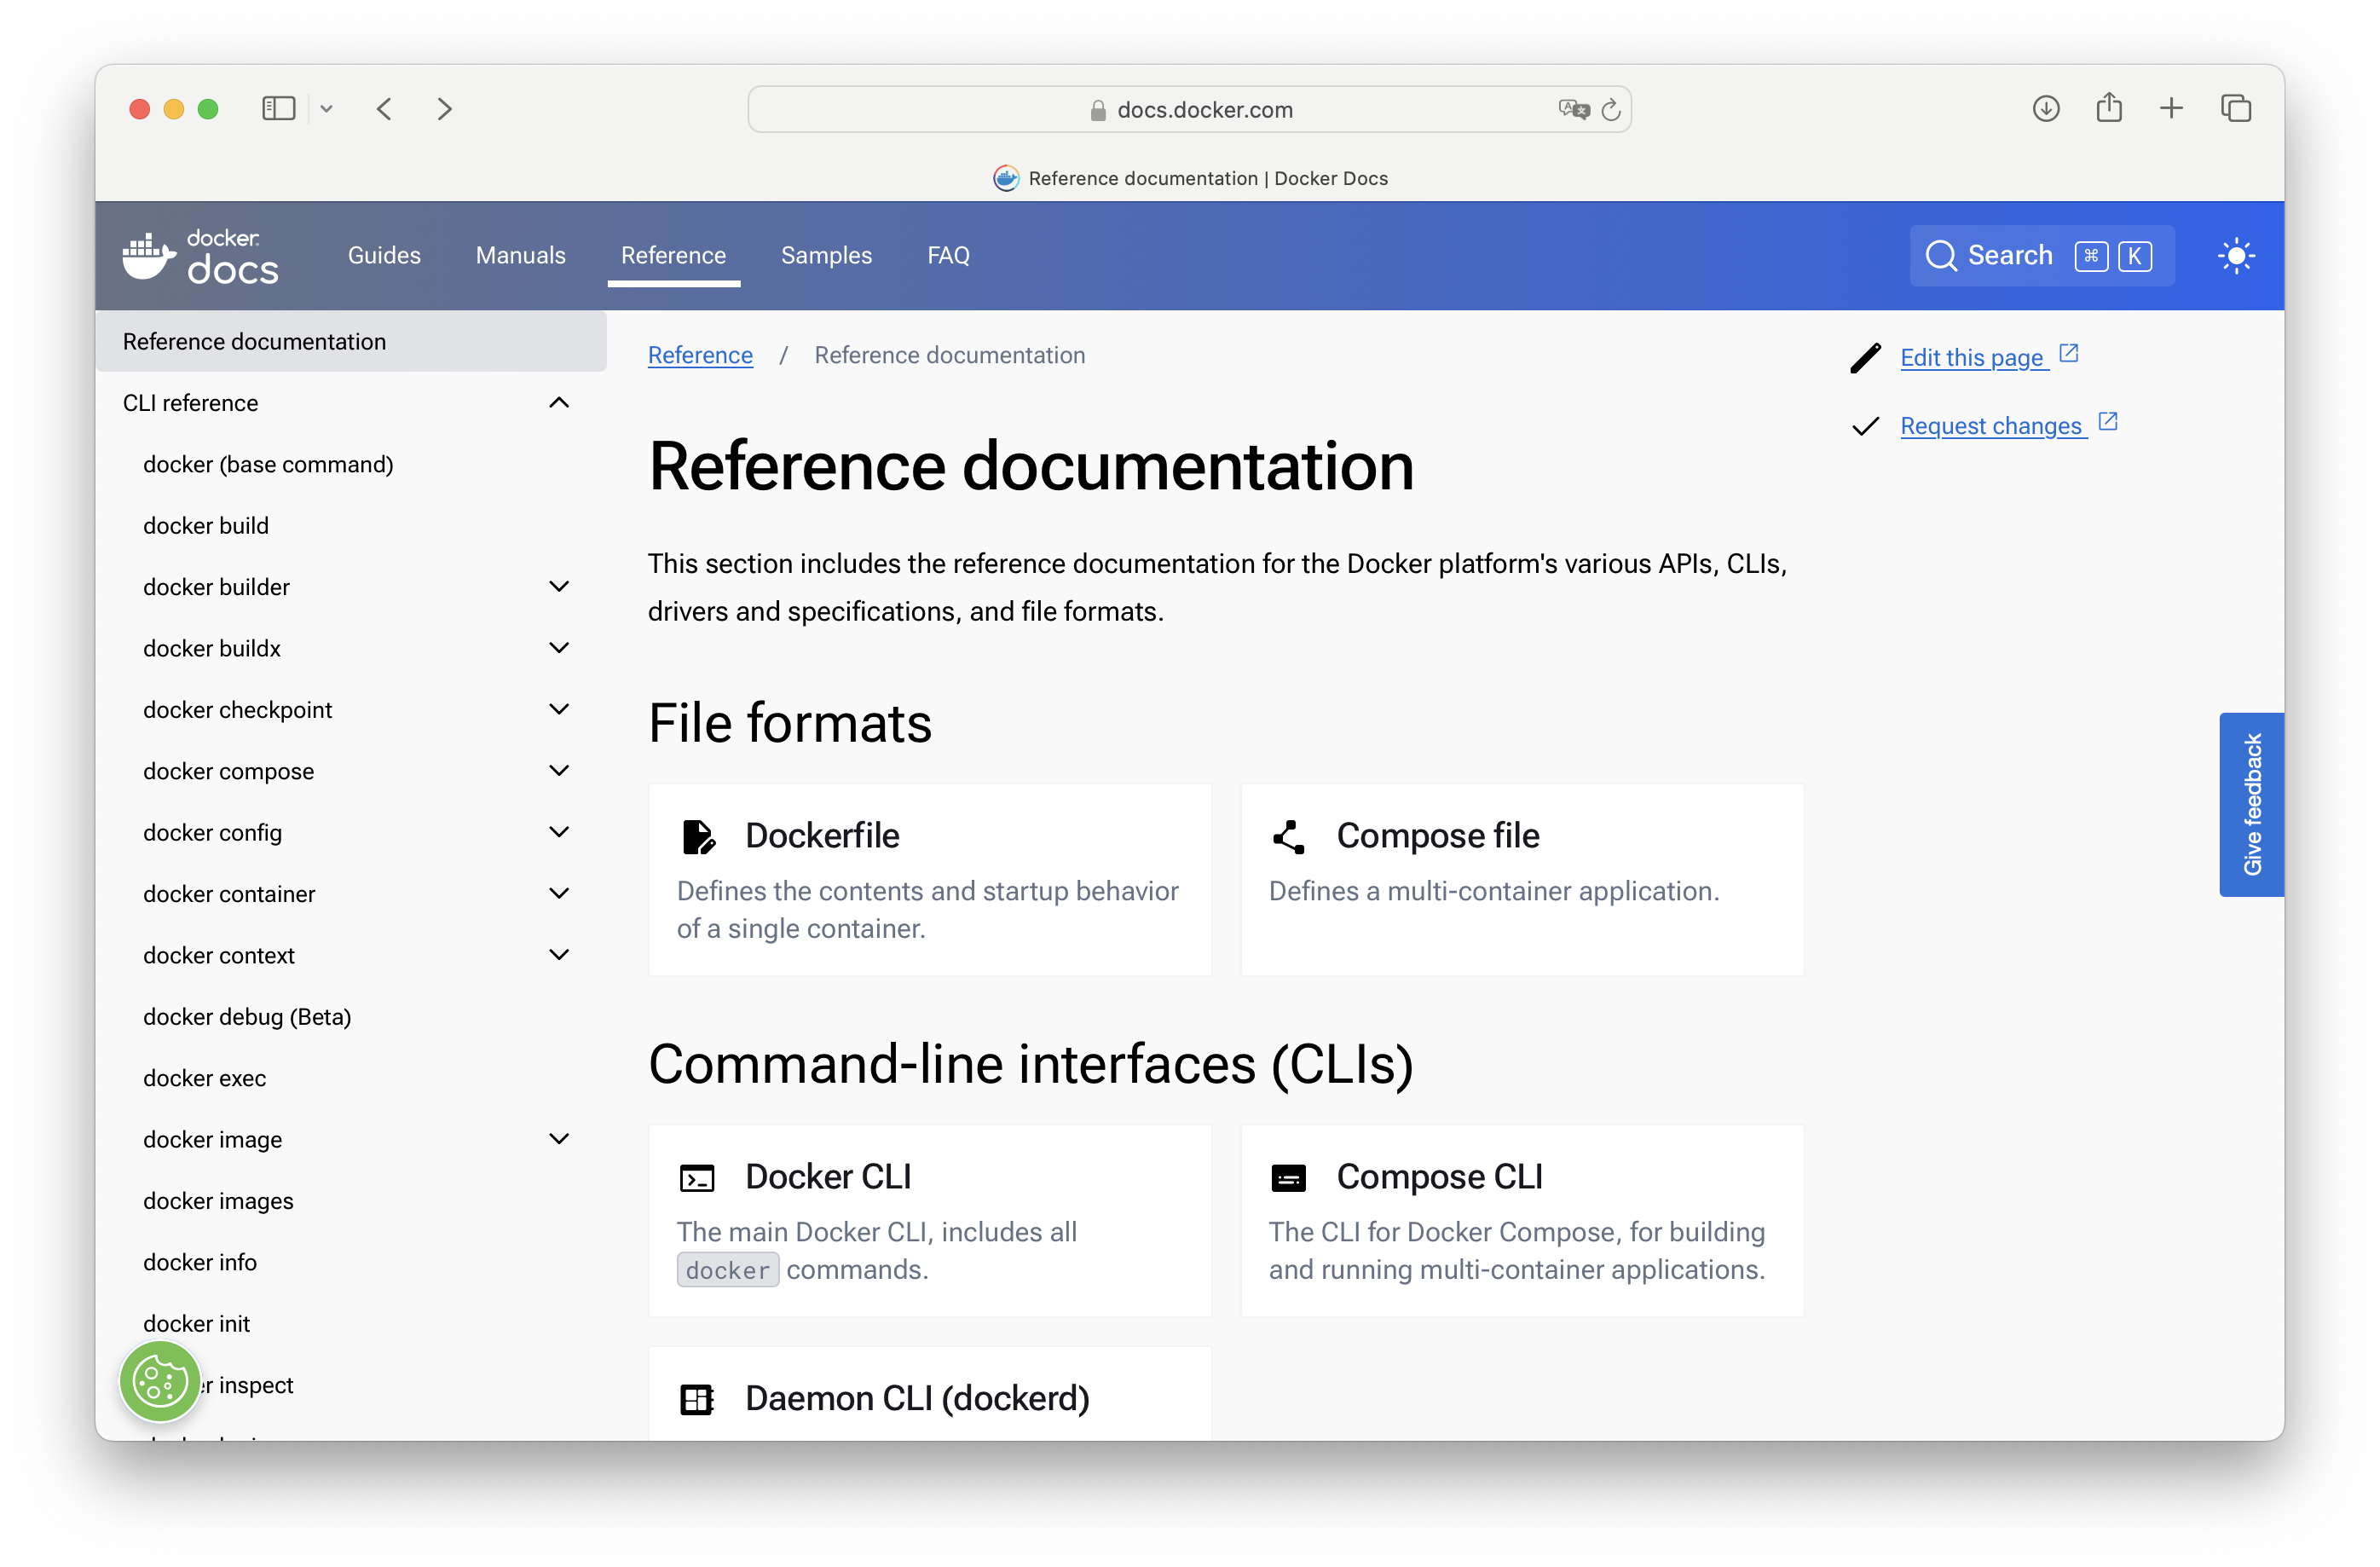 docs.docker.com
Reference documentation | Docker Docs
docker
docs
Guides
Manuals
Reference
Samples
FAQ
Search
⌘
K
Reference documentation
CLI reference
docker (base command)
docker build
docker builder
docker buildx
docker checkpoint
docker compose
docker config
docker container
docker context
docker debug (Beta)
docker exec
docker image
docker images
docker info
docker init
inspect
Reference / Reference documentation
Reference documentation
This section includes the reference documentation for the Docker platform's various APIs, CLIs,
drivers and specifications, and file formats.
File formats
Dockerfile
Defines the contents and startup behavior
of a single container.
Compose file
Defines a multi-container application.
Command-line interfaces (CLIs)
Docker CLI
The main Docker CLI, includes all
docker commands.
Compose CLI
The CLI for Docker Compose, for building
and running multi-container applications.
Daemon CLI (dockerd)
Edit this page
Request changes
Give feedback